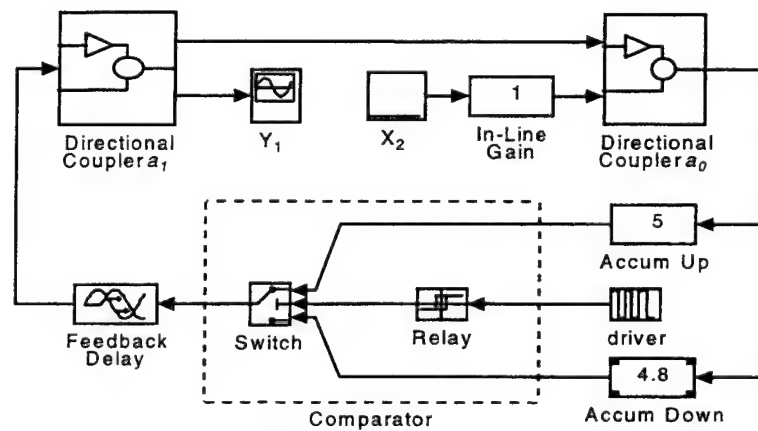 Directional
Coupler a1
Y1
X2
1
In-Line
Gain
Directional
Coupler a0
5
Accum Up
Feedback
Delay
Switch
Relay
driver
4.8
Accum Down
Comparator